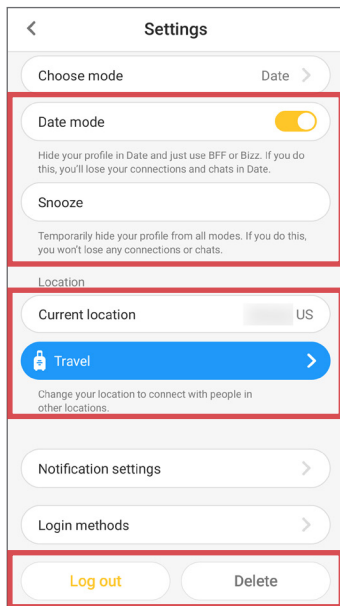 Settings
Choose mode Date
Date mode
Hide your profile in Date and just use BFF or Bizz. If you do
this, you'll lose your connections and chats in Date.
Snooze
Temporarily hide your profile from all modes. If you do this,
you won't lose any connections or chats.
Location
Current location US
Travel
Change your location to connect with people in
other locations.
Notification settings
Login methods
Log out Delete